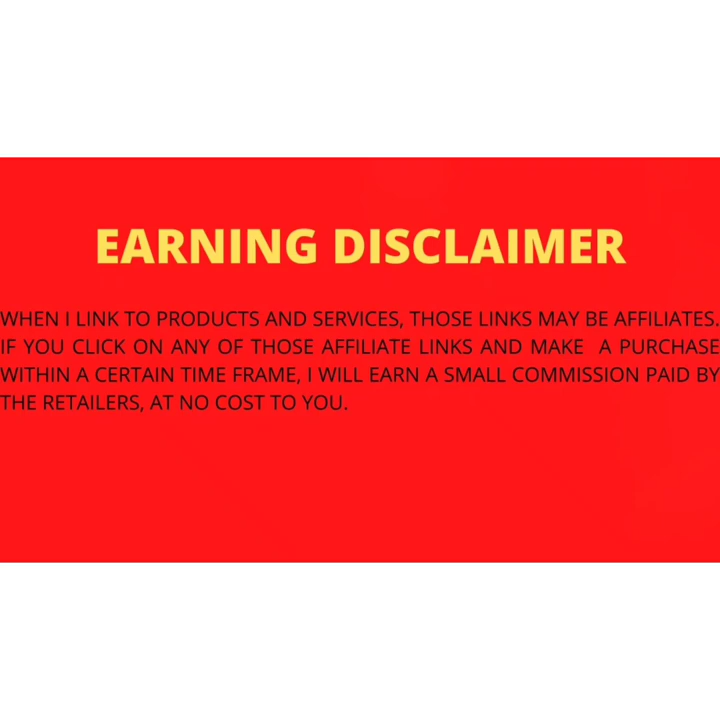 EARNING DISCLAIMER
WHEN I LINK TO PRODUCTS AND SERVICES, THOSE LINKS MAY BE AFFILIATES.
IF YOU CLICK ON ANY OF THOSE AFFILIATE LINKS AND MAKE A PURCHASE
WITHIN A CERTAIN TIME FRAME, I WILL EARN A SMALL COMMISSION PAID BY
THE RETAILERS, AT NO COST TO YOU.